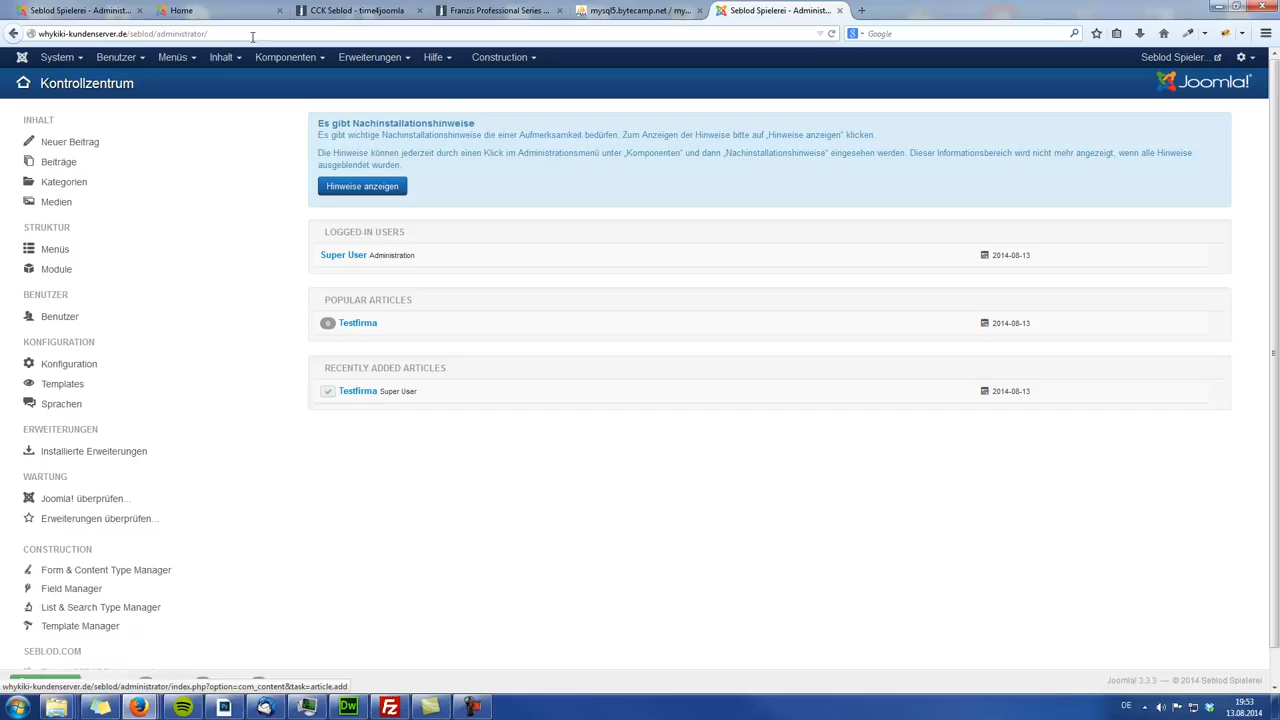 Seblod Spielerei - Administ...
Home
CCK Seblod - time4joomla
Franzis Professional Series ...
mysql5.bytecamp.net / my...
Seblod Spielerei - Administ...
whykiki-kundenserver.de/seblod/administrator/
Google
System
Benutzer
Menüs
Inhalt
Komponenten
Erweiterungen
Hilfe
Construction
Seblod Spieler...
Kontrollzentrum
Joomla!
INHALT
Neuer Beitrag
Beiträge
Kategorien
Medien
STRUKTUR
Menüs
Module
BENUTZER
Benutzer
KONFIGURATION
Konfiguration
Templates
Sprachen
ERWEITERUNGEN
Installierte Erweiterungen
WARTUNG
Joomla! überprüfen...
Erweiterungen überprüfen...
CONSTRUCTION
Form & Content Type Manager
Field Manager
List & Search Type Manager
Template Manager
SEBLOD.COM
Es gibt Nachinstallationshinweise
Es gibt wichtige Nachinstallationshinweise die einer Aufmerksamkeit bedürfen. Zum Anzeigen der Hinweise bitte auf „Hinweise anzeigen" klicken.
Die Hinweise können jederzeit durch einen Klick im Administrationsmenü unter „Komponenten" und dann „Nachinstallationshinweise" eingesehen werden. Dieser Informationsbereich wird nicht mehr angezeigt, wenn alle Hinweise
ausgeblendet wurden.
Hinweise anzeigen
LOGGED-IN USERS
Super User Administration 2014-08-13
POPULAR ARTICLES
0 Testfirma 2014-08-13
RECENTLY ADDED ARTICLES
Testfirma Super User 2014-08-13
Joomla! 3.3.3 — © 2014 Seblod Spielerei
whykiki-kundenserver.de/seblod/administrator/index.php?option=com_content&task=article.add
DE
19:53
13.08.2014